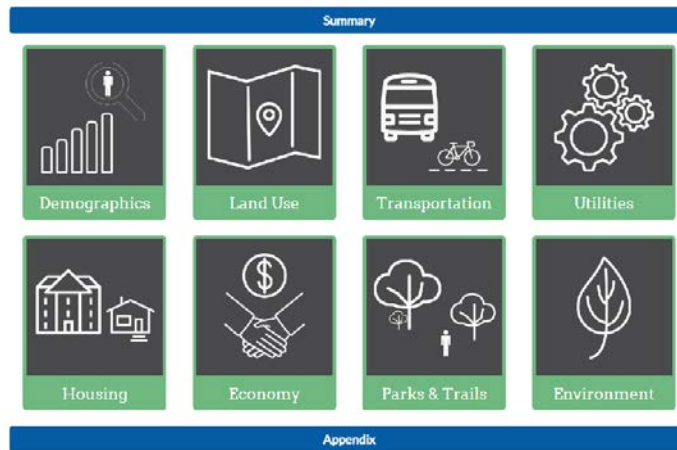 Summary
Demographics
Land Use
Transportation
Utilities
Housing
Economy
Parks & Trails
Environment
Appendix